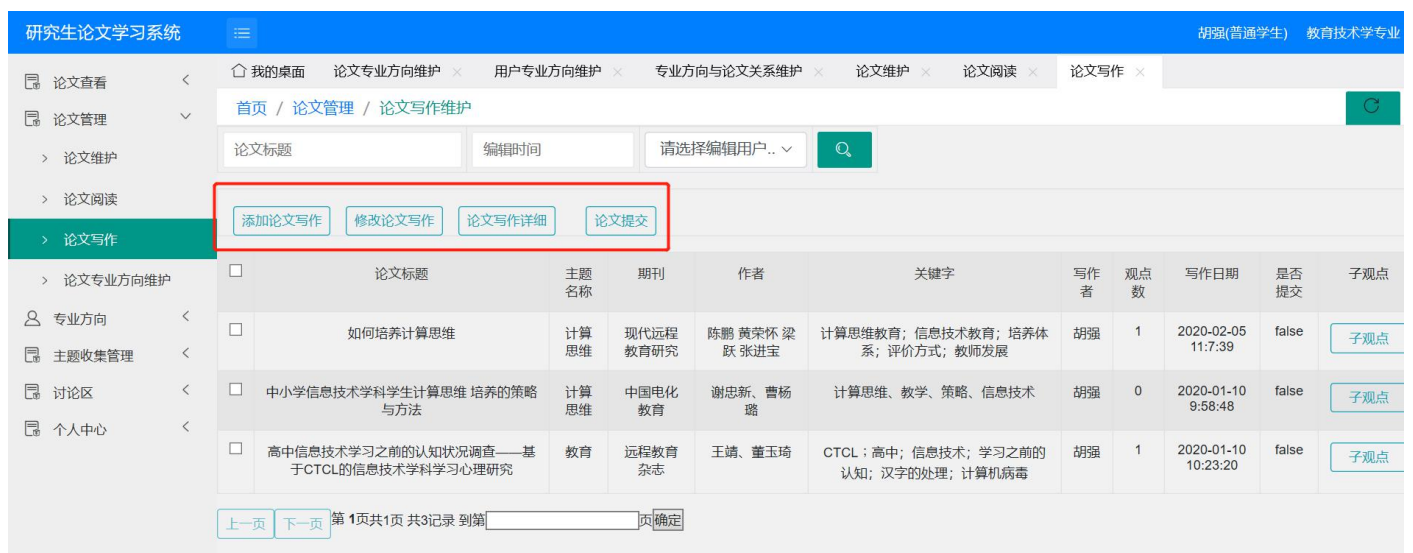 研究生论文学习系统
胡强(普通学生) 教育技术学专业
论文查看
论文管理
论文维护
论文阅读
论文写作
论文专业方向维护
专业方向
主题收集管理
讨论区
个人中心
我的桌面 论文专业方向维护 用户专业方向维护 专业方向与论文关系维护 论文维护 论文阅读 论文写作
首页 / 论文管理 / 论文写作维护
论文标题 编辑时间 请选择编辑用户..
添加论文写作 修改论文写作 论文写作详细 论文提交
论文标题 主题 期刊 作者 关键字 写作 观点 写作日期 是否 子观点
名称 者 数 提交
如何培养计算思维 计算 现代远程 陈鹏 黄荣怀 梁 计算思维教育；信息技术教育；培养体 胡强 1 2020-02-05 false 子观点
思维 教育研究 跃 张进宝 系；评价方式；教师发展 11:7:39
中小学信息技术学科学生计算思维 培养的策略 计算 中国电化 谢忠新、曹杨 计算思维、教学、策略、信息技术 胡强 0 2020-01-10 false 子观点
与方法 思维 教育 璐 9:58:48
高中信息技术学习之前的认知状况调查——基 教育 远程教育 王靖、董玉琦 CTCL；高中；信息技术；学习之前的 胡强 1 2020-01-10 false 子观点
于CTCL的信息技术学科学习心理研究 杂志 认知；汉字的处理；计算机病毒 10:23:20
上一页 下一页 第 1页共1页 共3记录 到第 页 确定